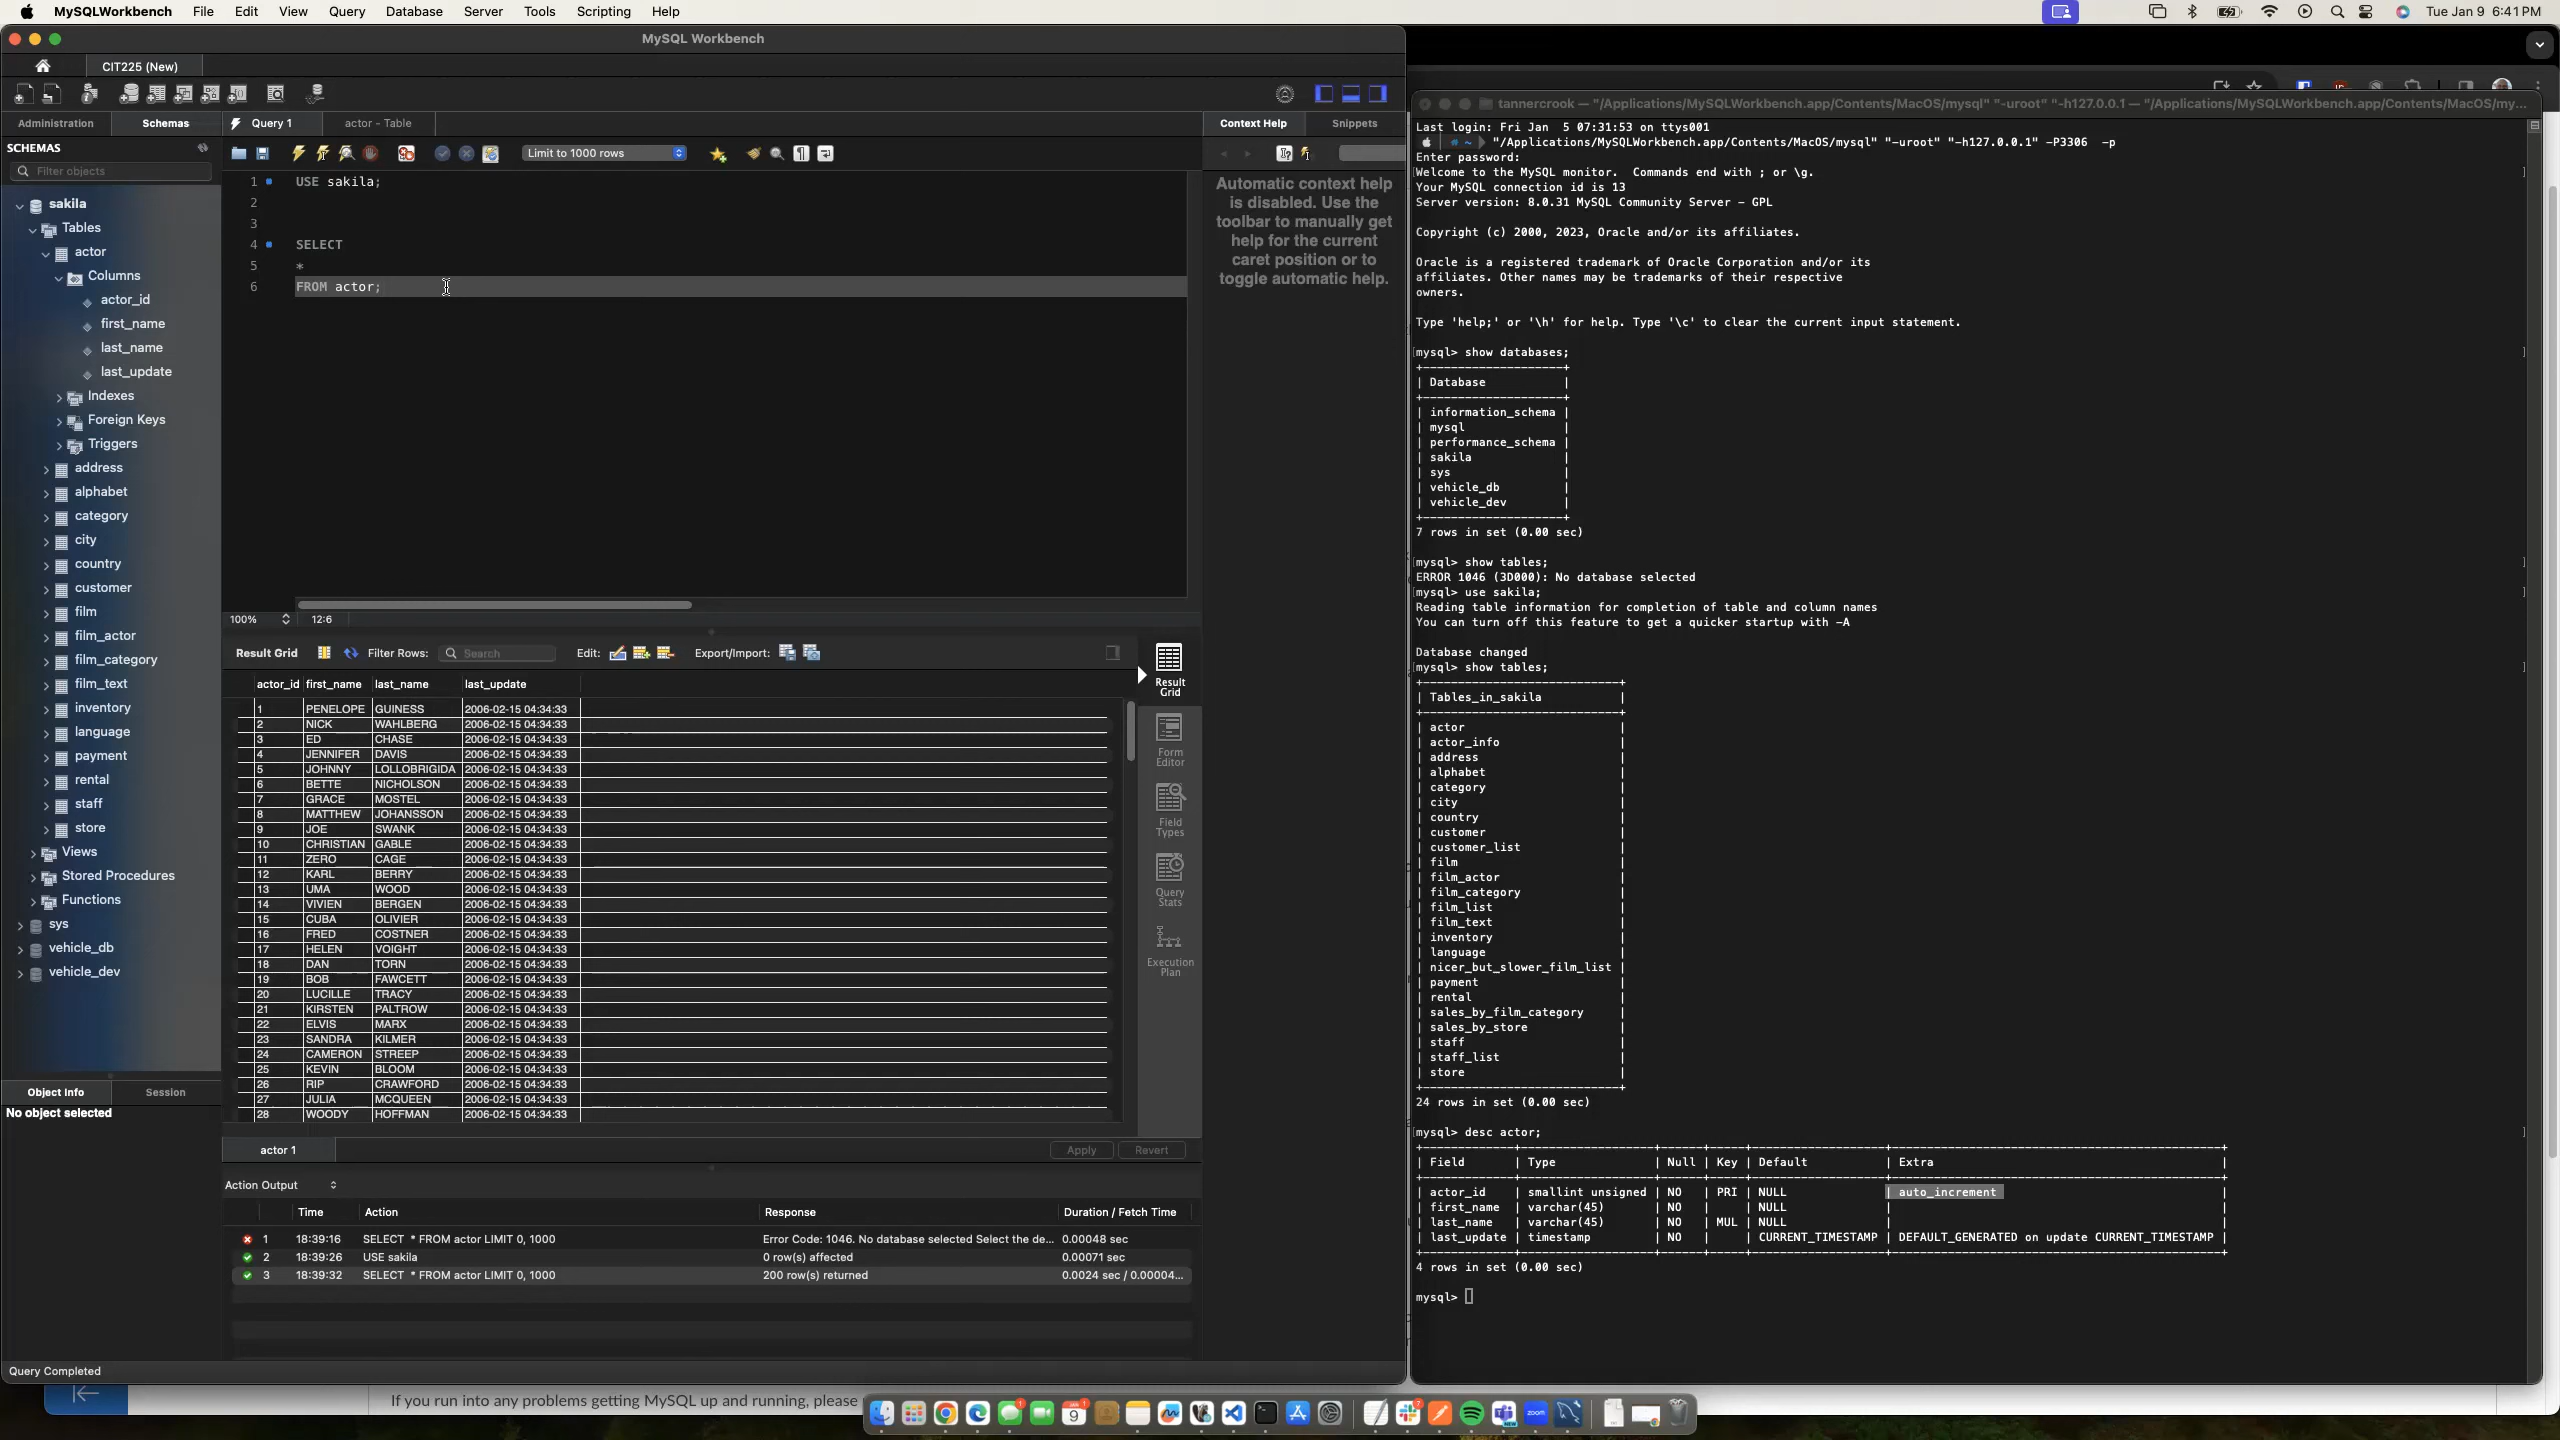 MySQLWorkbench File Edit View Query Database Server Tools Scripting Help
Tue Jan 9 6:41 PM
MySQL Workbench
CIT225 (New)
Administration Schemas
Query 1 actor - Table
Context Help Snippets
SCHEMAS
Filter objects
sakila
Tables
actor
Columns
actor_id
first_name
last_name
last_update
Indexes
Foreign Keys
Triggers
address
alphabet
category
city
country
customer
film
film_actor
film_category
film_text
inventory
language
payment
rental
staff
store
Views
Stored Procedures
Functions
sys
vehicle_db
vehicle_dev
Object Info Session
No object selected
Limit to 1000 rows
1 USE sakila;
2
3
4 SELECT
5 *
6 FROM actor;
100% 12:6
Automatic context help
is disabled. Use the
toolbar to manually get
help for the current
caret position or to
toggle automatic help.
Result Grid Filter Rows: Search Edit: Export/Import:
actor_id first_name last_name last_update
1 PENELOPE GUINESS 2006-02-15 04:34:33
2 NICK WAHLBERG 2006-02-15 04:34:33
3 ED CHASE 2006-02-15 04:34:33
4 JENNIFER DAVIS 2006-02-15 04:34:33
5 JOHNNY LOLLOBRIGIDA 2006-02-15 04:34:33
6 BETTE NICHOLSON 2006-02-15 04:34:33
7 GRACE MOSTEL 2006-02-15 04:34:33
8 MATTHEW JOHANSSON 2006-02-15 04:34:33
9 JOE SWANK 2006-02-15 04:34:33
10 CHRISTIAN GABLE 2006-02-15 04:34:33
11 ZERO CAGE 2006-02-15 04:34:33
12 KARL BERRY 2006-02-15 04:34:33
13 UMA WOOD 2006-02-15 04:34:33
14 VIVIEN BERGEN 2006-02-15 04:34:33
15 CUBA OLIVIER 2006-02-15 04:34:33
16 FRED COSTNER 2006-02-15 04:34:33
17 HELEN VOIGHT 2006-02-15 04:34:33
18 DAN TORN 2006-02-15 04:34:33
19 BOB FAWCETT 2006-02-15 04:34:33
20 LUCILLE TRACY 2006-02-15 04:34:33
21 KIRSTEN PALTROW 2006-02-15 04:34:33
22 ELVIS MARX 2006-02-15 04:34:33
23 SANDRA KILMER 2006-02-15 04:34:33
24 CAMERON STREEP 2006-02-15 04:34:33
25 KEVIN BLOOM 2006-02-15 04:34:33
26 RIP CRAWFORD 2006-02-15 04:34:33
27 JULIA MCQUEEN 2006-02-15 04:34:33
28 WOODY HOFFMAN 2006-02-15 04:34:33
Result
Grid
Form
Editor
Field
Types
Query
Stats
Execution
Plan
actor 1 Apply Revert
Action Output
Time Action Response Duration / Fetch Time
1 18:39:16 SELECT * FROM actor LIMIT 0, 1000 Error Code: 1046. No database selected Select the de... 0.00048 sec
2 18:39:26 USE sakila 0 row(s) affected 0.00071 sec
3 18:39:32 SELECT * FROM actor LIMIT 0, 1000 200 row(s) returned 0.0024 sec / 0.00004...
Query Completed
If you run into any problems getting MySQL up and running, please
tannercrook — "/Applications/MySQLWorkbench.app/Contents/MacOS/mysql" "-uroot" "-h127.0.0.1 — "/Applications/MySQLWorkbench.app/Contents/MacOS/my...
Last login: Fri Jan 5 07:31:53 on ttys001
~ "/Applications/MySQLWorkbench.app/Contents/MacOS/mysql" "-uroot" "-h127.0.0.1" -P3306 -p
Enter password:
Welcome to the MySQL monitor. Commands end with ; or \g.
Your MySQL connection id is 13
Server version: 8.0.31 MySQL Community Server - GPL
Copyright (c) 2000, 2023, Oracle and/or its affiliates.
Oracle is a registered trademark of Oracle Corporation and/or its
affiliates. Other names may be trademarks of their respective
owners.
Type 'help;' or '\h' for help. Type '\c' to clear the current input statement.
mysql> show databases;
| Database |
| information_schema |
| mysql |
| performance_schema |
| sakila |
| sys |
| vehicle_db |
| vehicle_dev |
7 rows in set (0.00 sec)
mysql> show tables;
ERROR 1046 (3D000): No database selected
mysql> use sakila;
Reading table information for completion of table and column names
You can turn off this feature to get a quicker startup with -A
Database changed
mysql> show tables;
| Tables_in_sakila |
| actor |
| actor_info |
| address |
| alphabet |
| category |
| city |
| country |
| customer |
| customer_list |
| film |
| film_actor |
| film_category |
| film_list |
| film_text |
| inventory |
| language |
| nicer_but_slower_film_list |
| payment |
| rental |
| sales_by_film_category |
| sales_by_store |
| staff |
| staff_list |
| store |
24 rows in set (0.00 sec)
mysql> desc actor;
| Field | Type | Null | Key | Default | Extra |
| actor_id | smallint unsigned | NO | PRI | NULL | auto_increment |
| first_name | varchar(45) | NO | | NULL | |
| last_name | varchar(45) | NO | MUL | NULL | |
| last_update | timestamp | NO | | CURRENT_TIMESTAMP | DEFAULT_GENERATED on update CURRENT_TIMESTAMP |
4 rows in set (0.00 sec)
mysql>